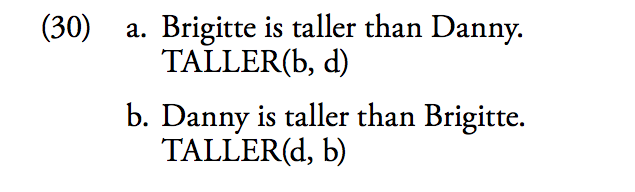 (30) a. Brigitte is taller than Danny.
TALLER(b, d)
b. Danny is taller than Brigitte.
TALLER(d, b)